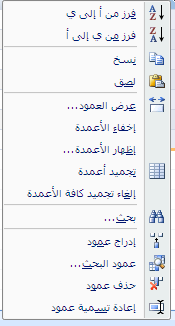 فرز من أ إلى ي
فرز من ي إلى أ
نسخ
لصق
عرض العمود...
إخفاء الأعمدة
إظهار الأعمدة...
تجميد أعمدة
إلغاء تجميد كافة الأعمدة
بحث...
إدراج عمود
عمود البحث...
حذف عمود
إعادة تسمية عمود